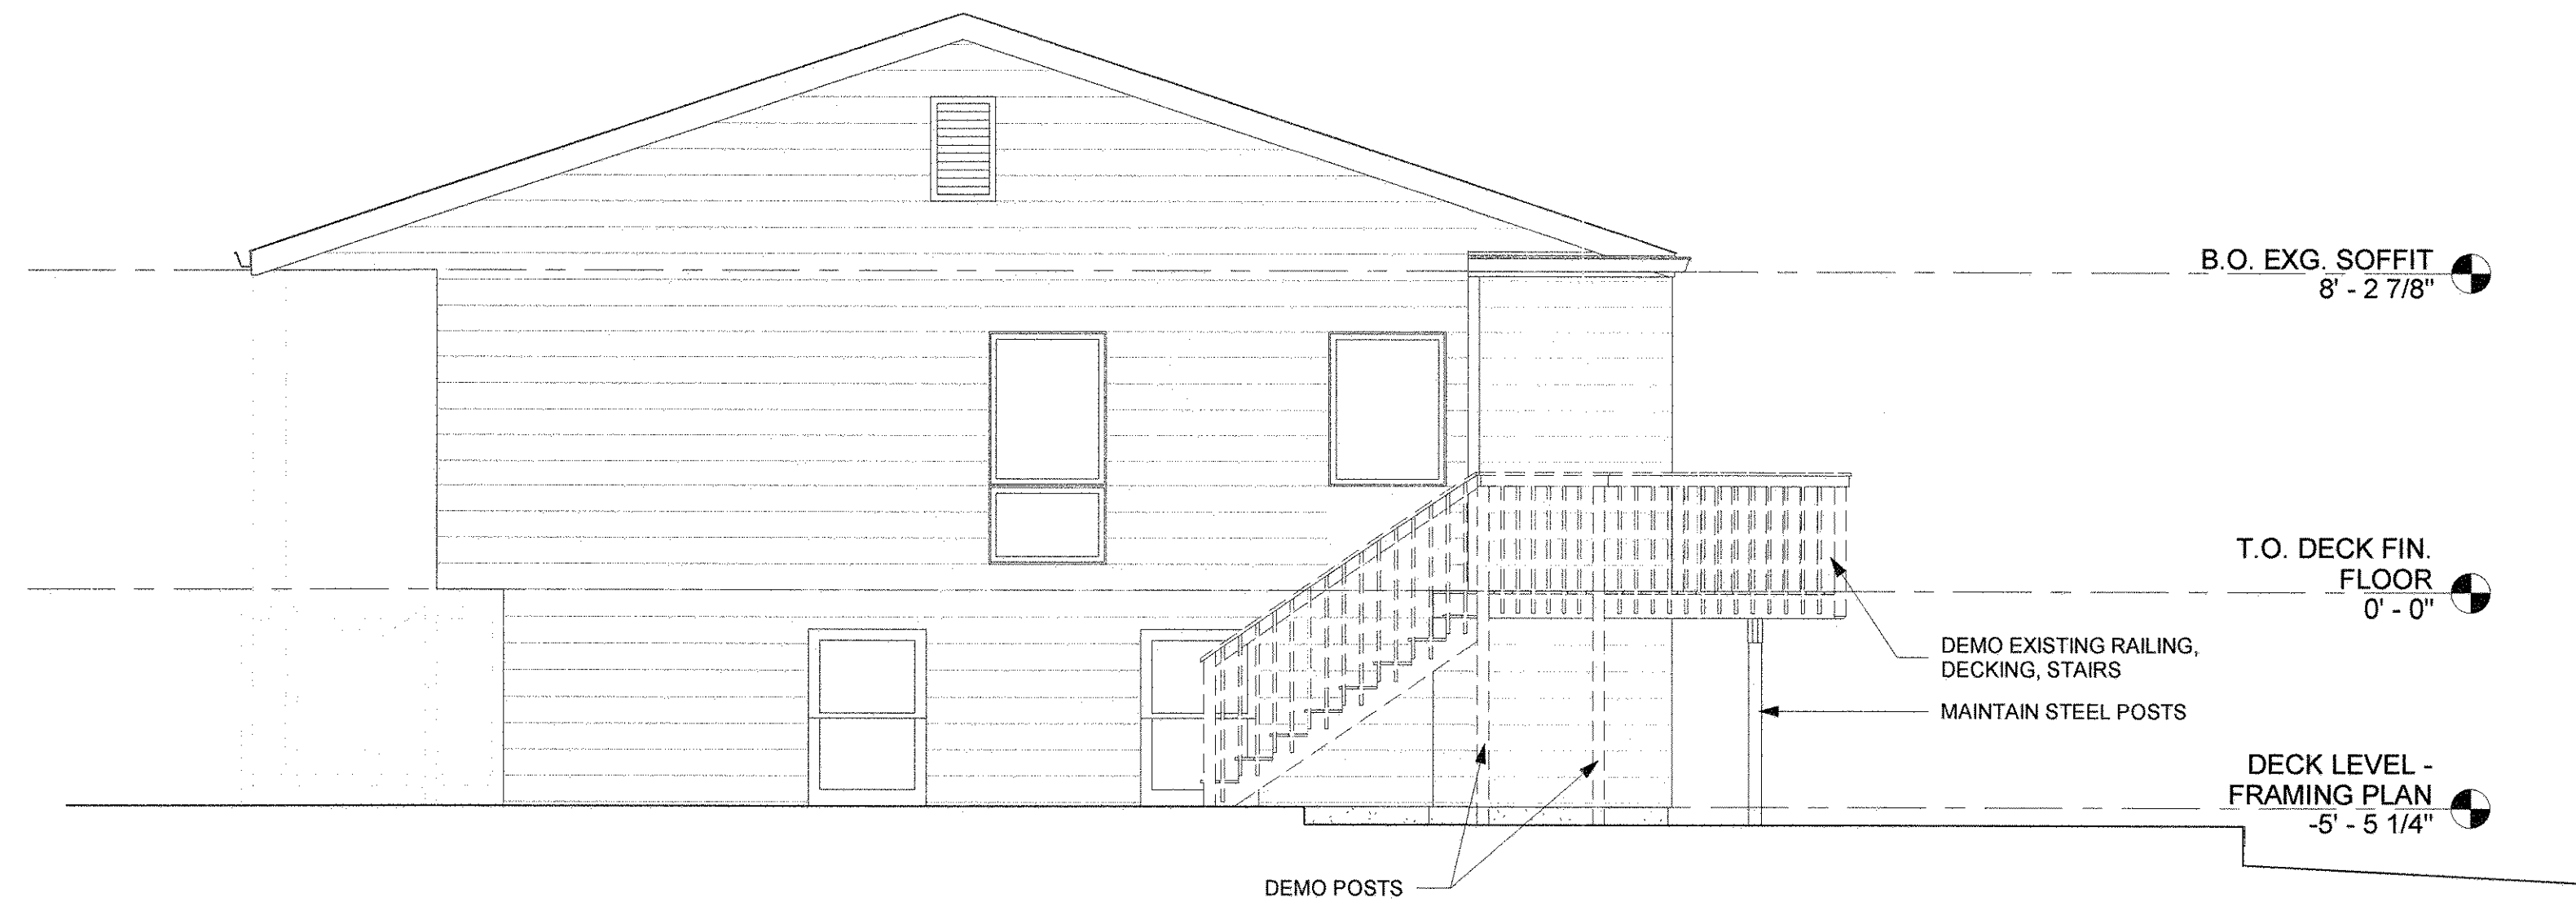 B.O. EXG. SOFFIT
8' - 2 7/8"
T.O. DECK FIN.
FLOOR
0' - 0"
DEMO EXISTING RAILING,
DECKING, STAIRS
MAINTAIN STEEL POSTS
DECK LEVEL -
FRAMING PLAN
-5' - 5 1/4"
DEMO POSTS